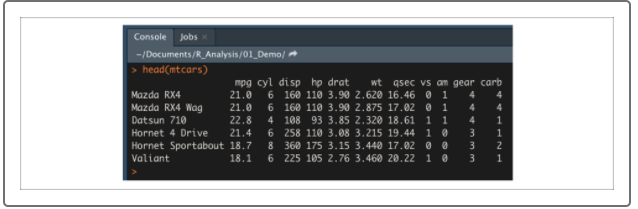 Console Jobs ×
~/Documents/R_Analysis/01_Demo/
> head(mtcars)
mpg cyl disp hp drat wt qsec vs am gear carb
Mazda RX4 21.0 6 160 110 3.90 2.620 16.46 0 1 4 4
Mazda RX4 Wag 21.0 6 160 110 3.90 2.875 17.02 0 1 4 4
Datsun 710 22.8 4 108 93 3.85 2.320 18.61 1 1 4 1
Hornet 4 Drive 21.4 6 258 110 3.08 3.215 19.44 1 0 3 1
Hornet Sportabout 18.7 8 360 175 3.15 3.440 17.02 0 0 3 2
Valiant 18.1 6 225 105 2.76 3.460 20.22 1 0 3 1
>